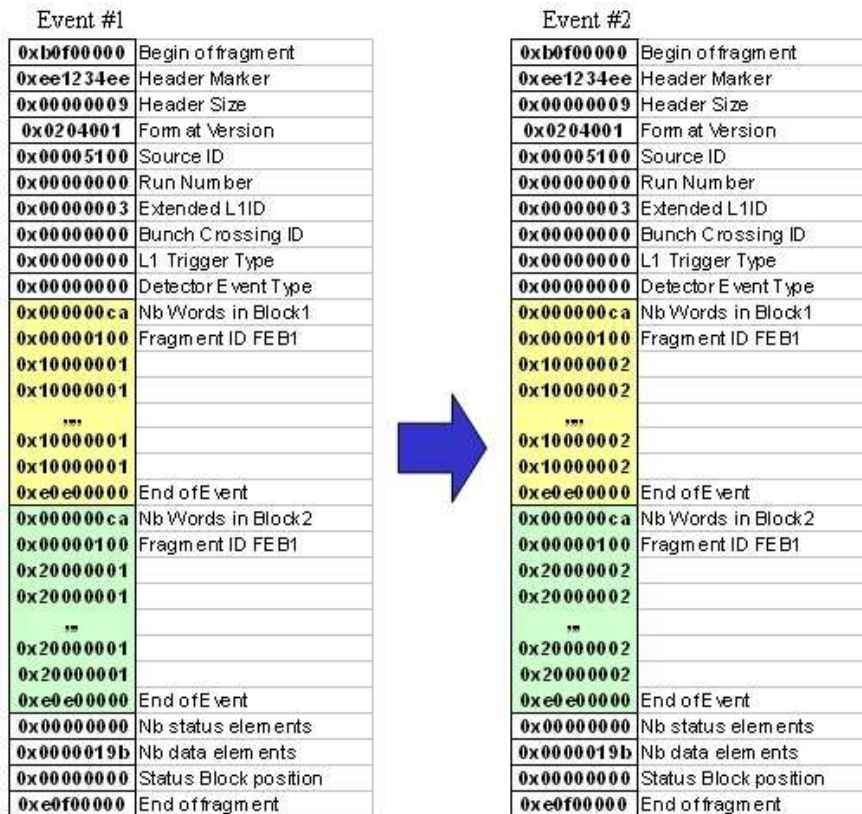 Event #1
0xb0f00000 Begin of fragment
0xee1234ee Header Marker
0x00000009 Header Size
0x0204001 Format Version
0x00005100 Source ID
0x00000000 Run Number
0x00000003 Extended L1ID
0x00000000 Bunch Crossing ID
0x00000000 L1 Trigger Type
0x00000000 Detector Event Type
0x000000ca Nb Words in Block1
0x00000100 Fragment ID FEB1
0x10000001
0x10000001
,,,,
0x10000001
0x10000001
0xe0e00000 End of Event
0x000000ca Nb Words in Block2
0x00000100 Fragment ID FEB1
0x20000001
0x20000001
,,,
0x20000001
0x20000001
0xe0e00000 End of Event
0x00000000 Nb status elements
0x0000019b Nb data elements
0x00000000 Status Block position
0xe0f00000 End of fragment
Event #2
0xb0f00000 Begin of fragment
0xee1234ee Header Marker
0x00000009 Header Size
0x0204001 Format Version
0x00005100 Source ID
0x00000000 Run Number
0x00000003 Extended L1ID
0x00000000 Bunch Crossing ID
0x00000000 L1 Trigger Type
0x00000000 Detector Event Type
0x000000ca Nb Words in Block1
0x00000100 Fragment ID FEB1
0x10000002
0x10000002
,,,,
0x10000002
0x10000002
0xe0e00000 End of Event
0x000000ca Nb Words in Block2
0x00000100 Fragment ID FEB1
0x20000002
0x20000002
,,,
0x20000002
0x20000002
0xe0e00000 End of Event
0x00000000 Nb status elements
0x0000019b Nb data elements
0x00000000 Status Block position
0xe0f00000 End of fragment